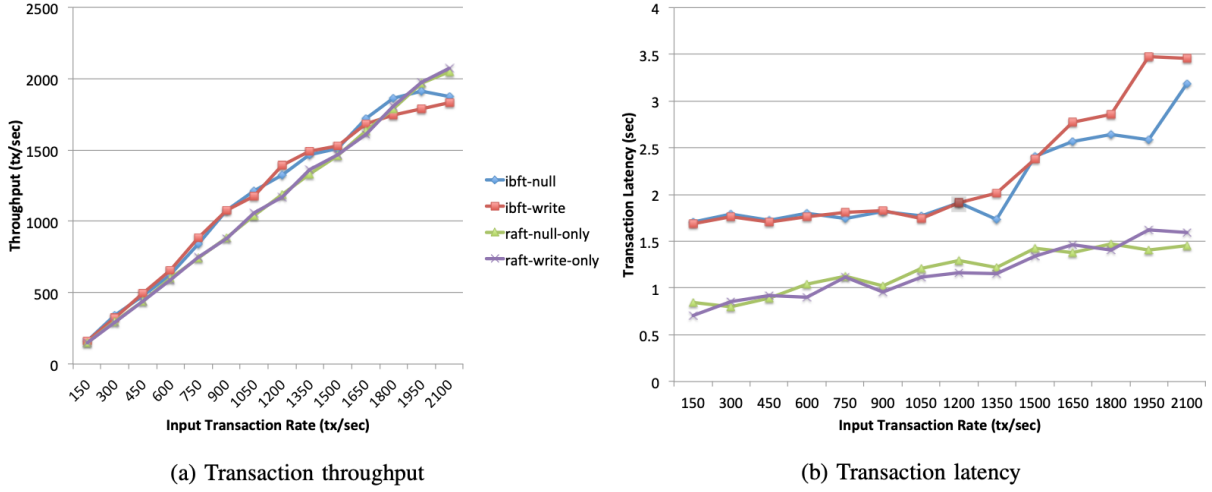 2500
2000
1500
1000
500
0
Throughput (tx/sec)
150 300 450 600 750 900 1050 1200 1350 1500 1650 1800 1950 2100
Input Transaction Rate (tx/sec)
ibft-null
ibft-write
raft-null-only
raft-write-only
(a) Transaction throughput
4
3.5
3
2.5
2
1.5
1
0.5
0
Transaction Latency (sec)
150 300 450 600 750 900 1050 1200 1350 1500 1650 1800 1950 2100
Input Transaction Rate (tx/sec)
(b) Transaction latency